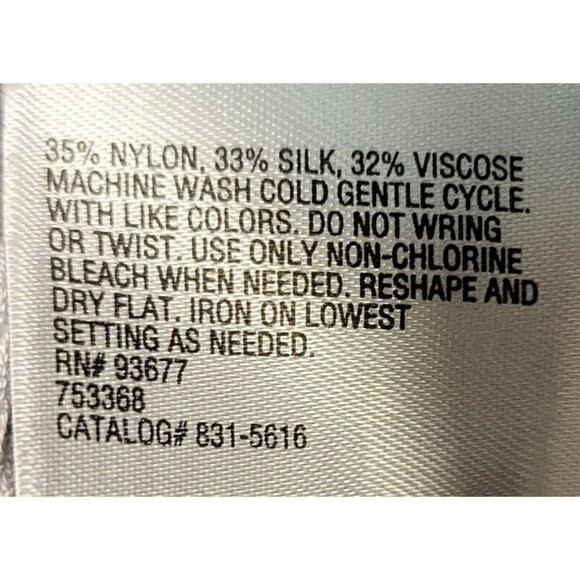 35% NYLON, 33% SILK, 32% VISCOSE
MACHINE WASH COLD GENTLE CYCLE.
WITH LIKE COLORS. DO NOT WRING
OR TWIST. USE ONLY NON-CHLORINE
BLEACH WHEN NEEDED. RESHAPE AND
DRY FLAT. IRON ON LOWEST
SETTING AS NEEDED.
RN# 93677
753368
CATALOG# 831-5616